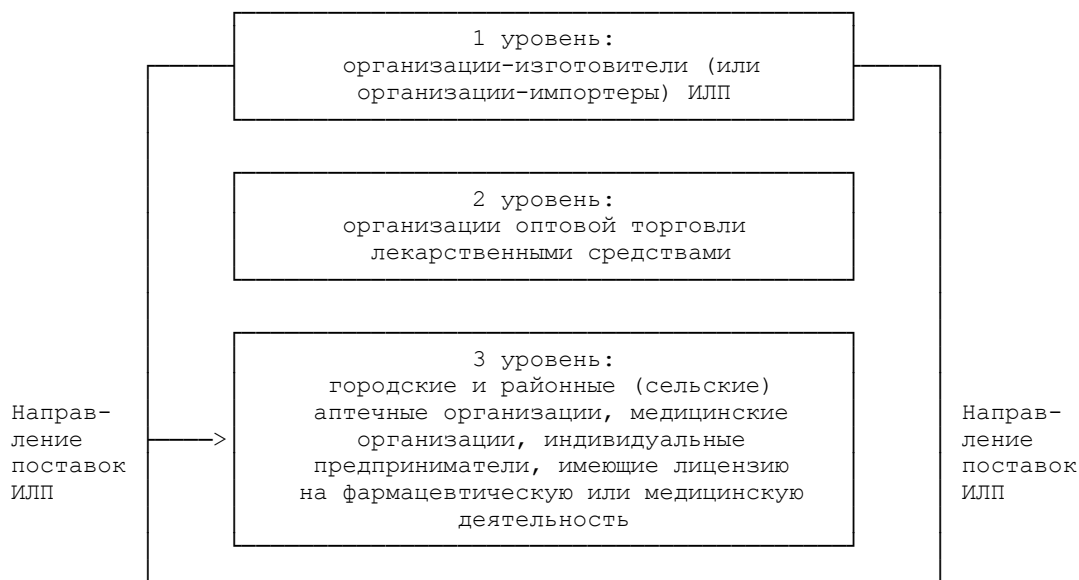 1 уровень:
организации-изготовители (или
организации-импортеры) ИЛП
2 уровень:
организации оптовой торговли
лекарственными средствами
3 уровень:
городские и районные (сельские)
аптечные организации, медицинские
организации, индивидуальные
предприниматели, имеющие лицензию
на фармацевтическую или медицинскую
деятельность
Направ-
ление
поставок
ИЛП
Направ-
ление
поставок
ИЛП